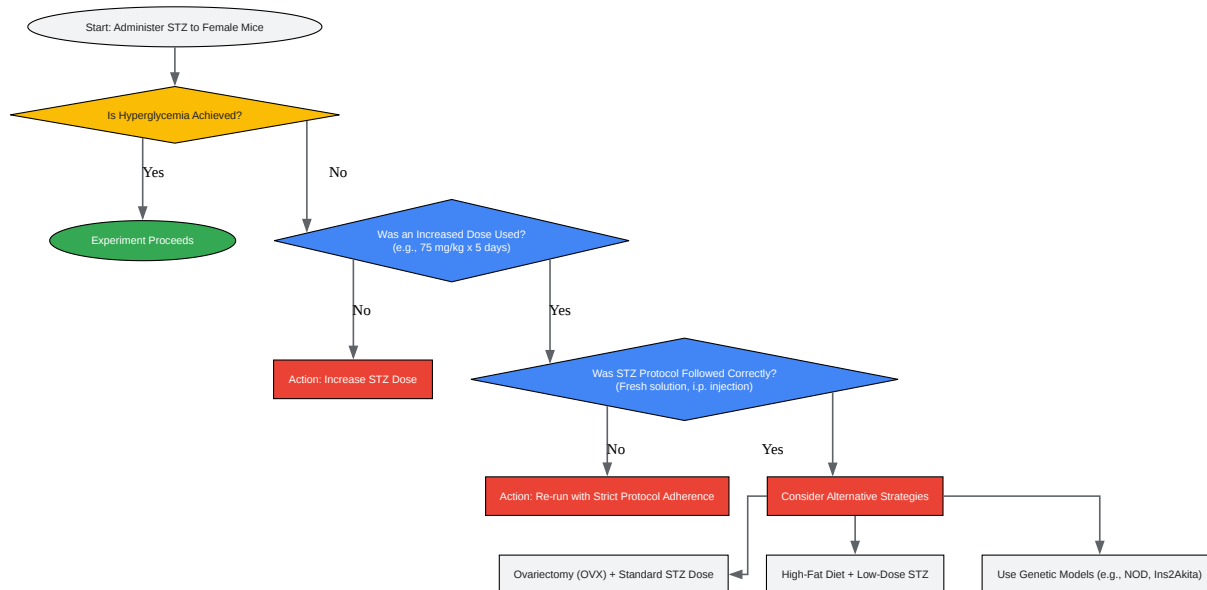 Start: Administer STZ to Female Mice
Is Hyperglycemia Achieved?
Yes
No
Experiment Proceeds
Was an Increased Dose Used?
(e.g., 75 mg/kg x 5 days)
No
Yes
Action: Increase STZ Dose
Was STZ Protocol Followed Correctly?
(Fresh solution, i.p. injection)
No
Yes
Action: Re-run with Strict Protocol Adherence
Consider Alternative Strategies
Ovariectomy (OVX) + Standard STZ Dose
High-Fat Diet + Low-Dose STZ
Use Genetic Models (e.g., NOD, Ins2Akita)